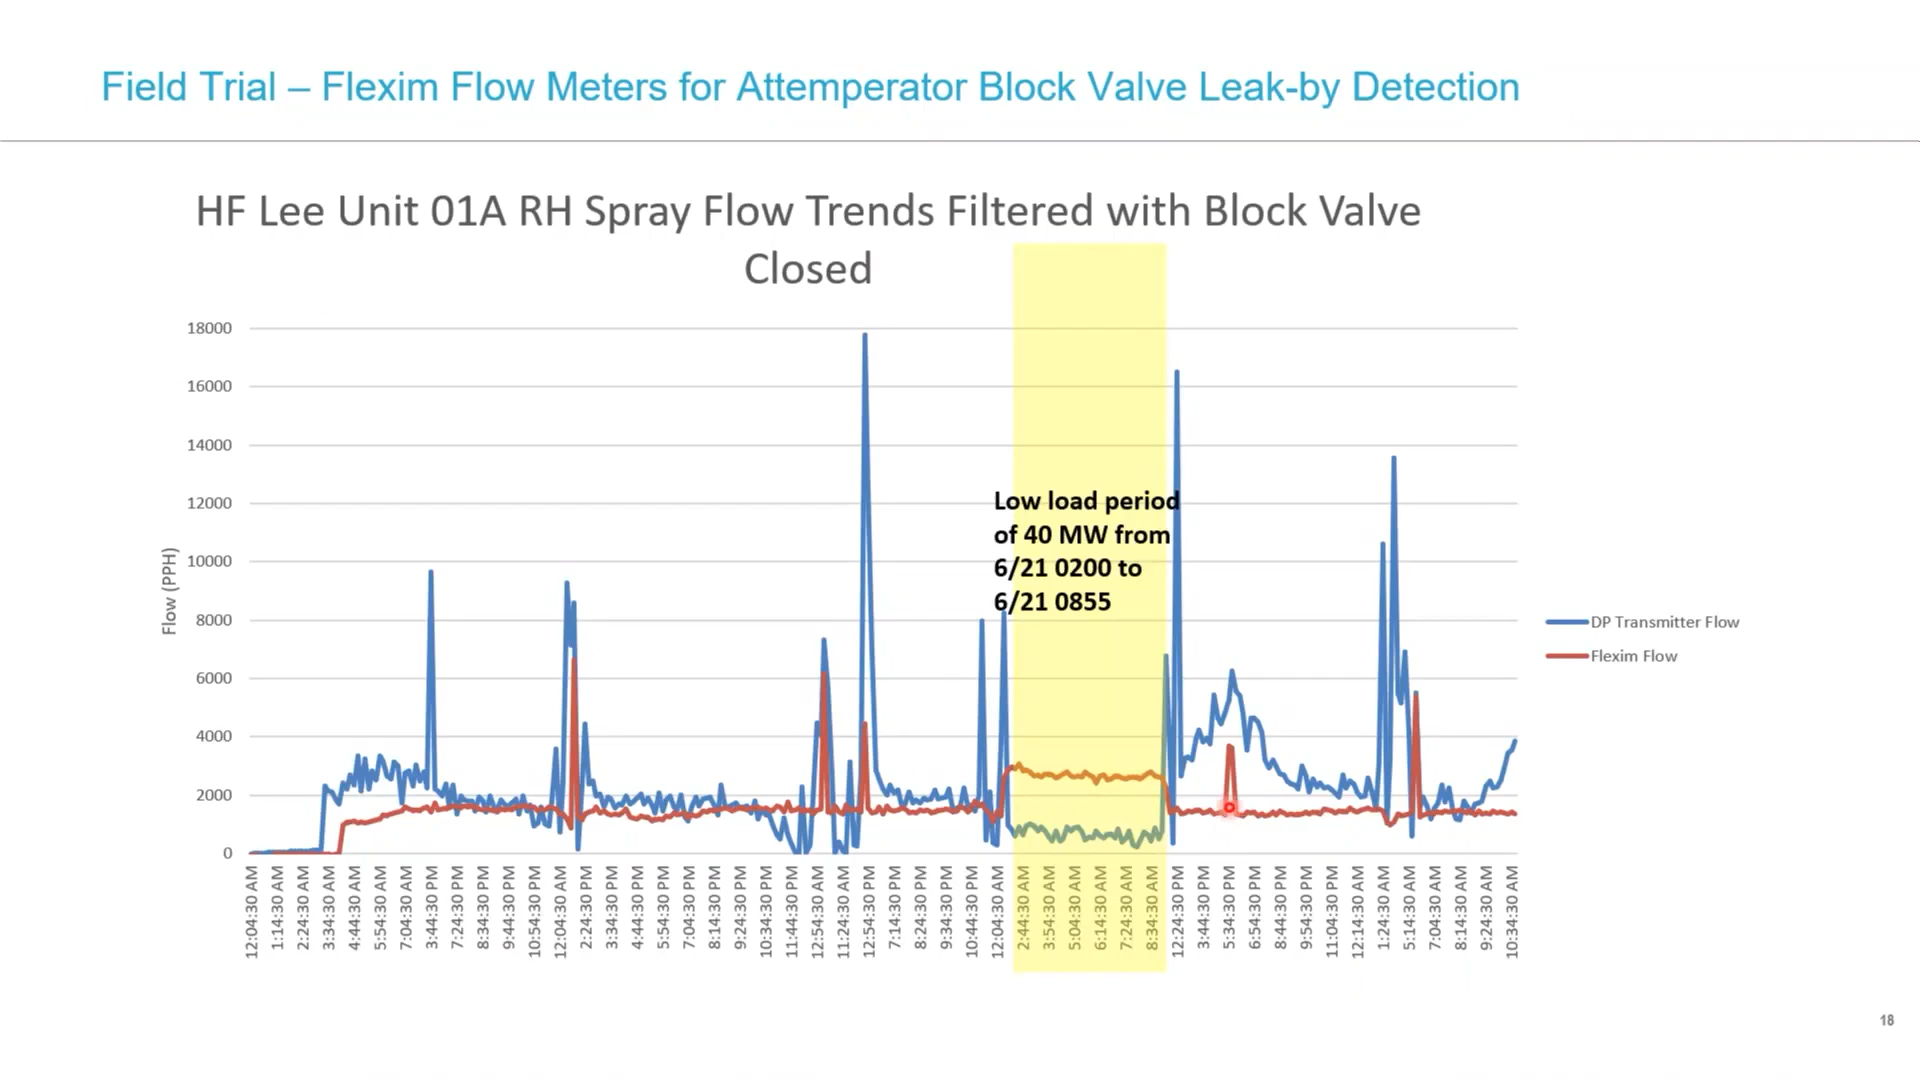 Field Trial – Flexim Flow Meters for Attemperator Block Valve Leak-by Detection
HF Lee Unit 01A RH Spray Flow Trends Filtered with Block Valve
Closed
18000
16000
14000
12000
10000
8000
6000
4000
2000
0
Flow (PPH)
Low load period
of 40 MW from
6/21 0200 to
6/21 0855
DP Transmitter Flow
Flexim Flow
12:04:30 AM
1:14:30 AM
2:24:30 AM
3:34:30 AM
4:44:30 AM
5:54:30 AM
7:04:30 AM
3:44:30 PM
7:24:30 PM
8:34:30 PM
9:44:30 PM
10:54:30 PM
12:04:30 AM
2:24:30 PM
3:34:30 PM
4:44:30 PM
5:54:30 PM
7:04:30 PM
8:14:30 PM
9:24:30 PM
10:34:30 PM
11:44:30 PM
12:54:30 AM
11:24:30 AM
12:54:30 PM
7:14:30 PM
8:24:30 PM
9:34:30 PM
10:44:30 PM
12:04:30 AM
2:44:30 AM
3:54:30 AM
5:04:30 AM
6:14:30 AM
7:24:30 AM
8:34:30 AM
12:24:30 PM
3:44:30 PM
5:34:30 PM
6:54:30 PM
8:44:30 PM
9:54:30 PM
11:04:30 PM
12:14:30 AM
1:24:30 AM
5:14:30 AM
7:04:30 AM
8:14:30 AM
9:24:30 AM
10:34:30 AM
18